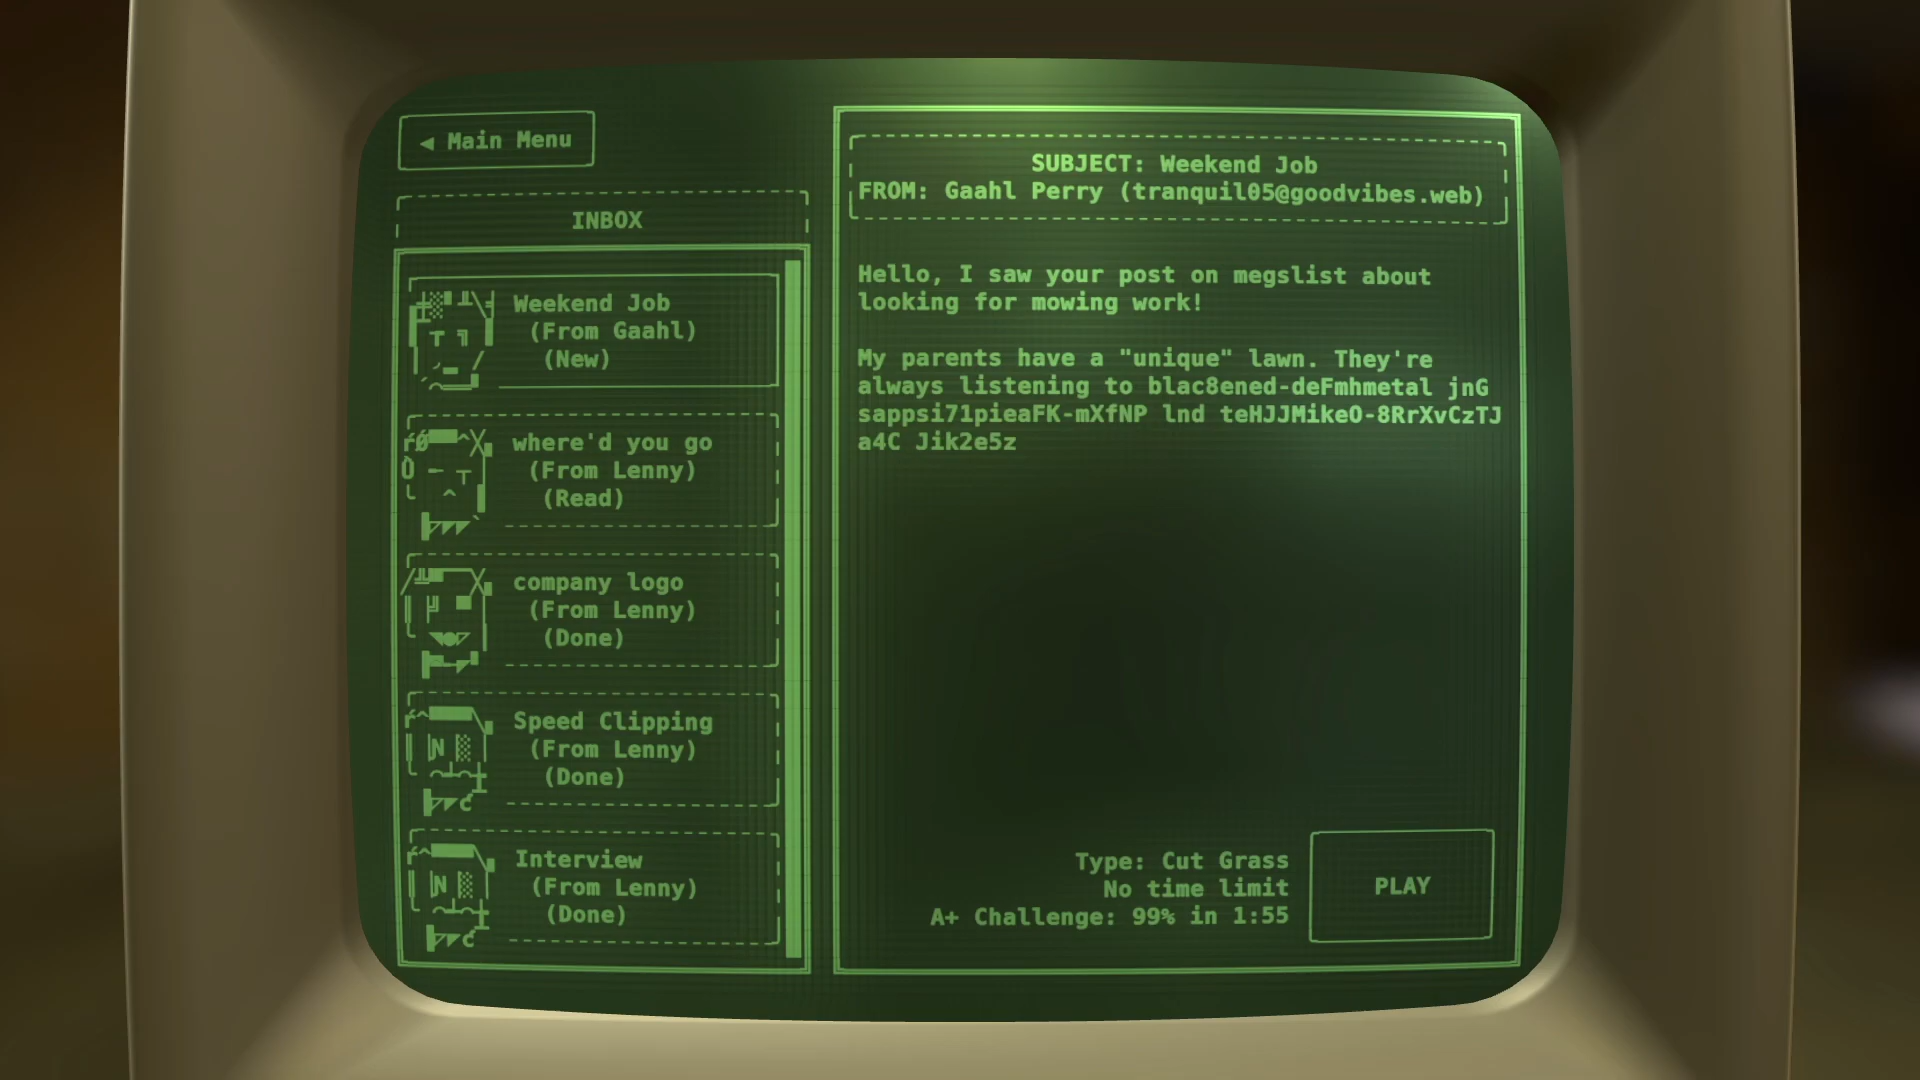 ◄ Main Menu
INBOX
Weekend Job
(From Gaahl)
(New)
where'd you go
(From Lenny)
(Read)
company logo
(From Lenny)
(Done)
Speed Clipping
(From Lenny)
(Done)
Interview
(From Lenny)
(Done)
SUBJECT: Weekend Job
FROM: Gaahl Perry (tranquil05@goodvibes.web)
Hello, I saw your post on megslist about
looking for mowing work!
My parents have a "unique" lawn. They're
always listening to blac8ened-deFmhmetal jnG
sappsi71pieaFK-mXfNP lnd teHJJMikeO-8RrXvCzTJ
a4C Jik2e5z
Type: Cut Grass
No time limit
A+ Challenge: 99% in 1:55
PLAY